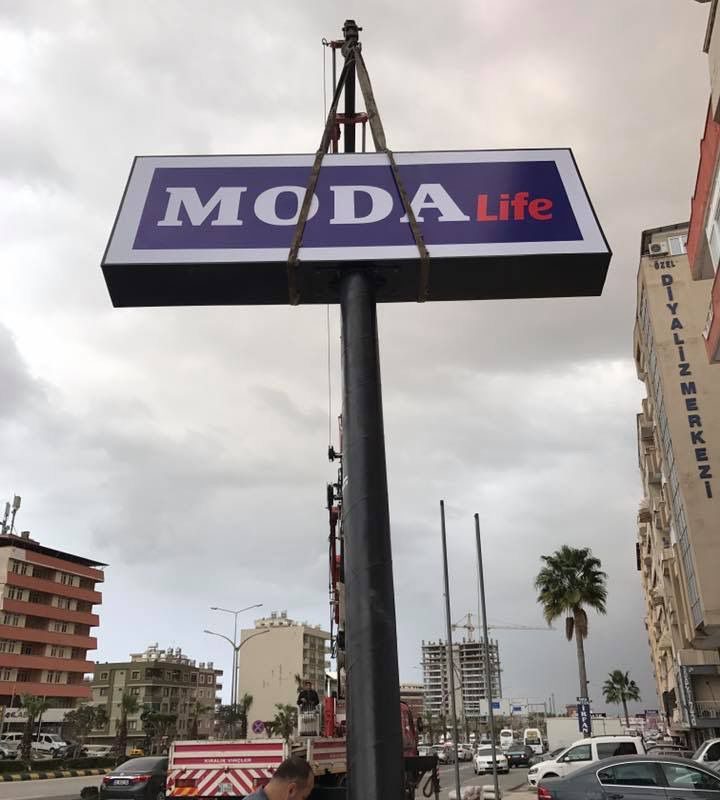 MODA Life
ÖZEL
DİYALİZ MERKEZİ
KİRALIK VİNÇLER